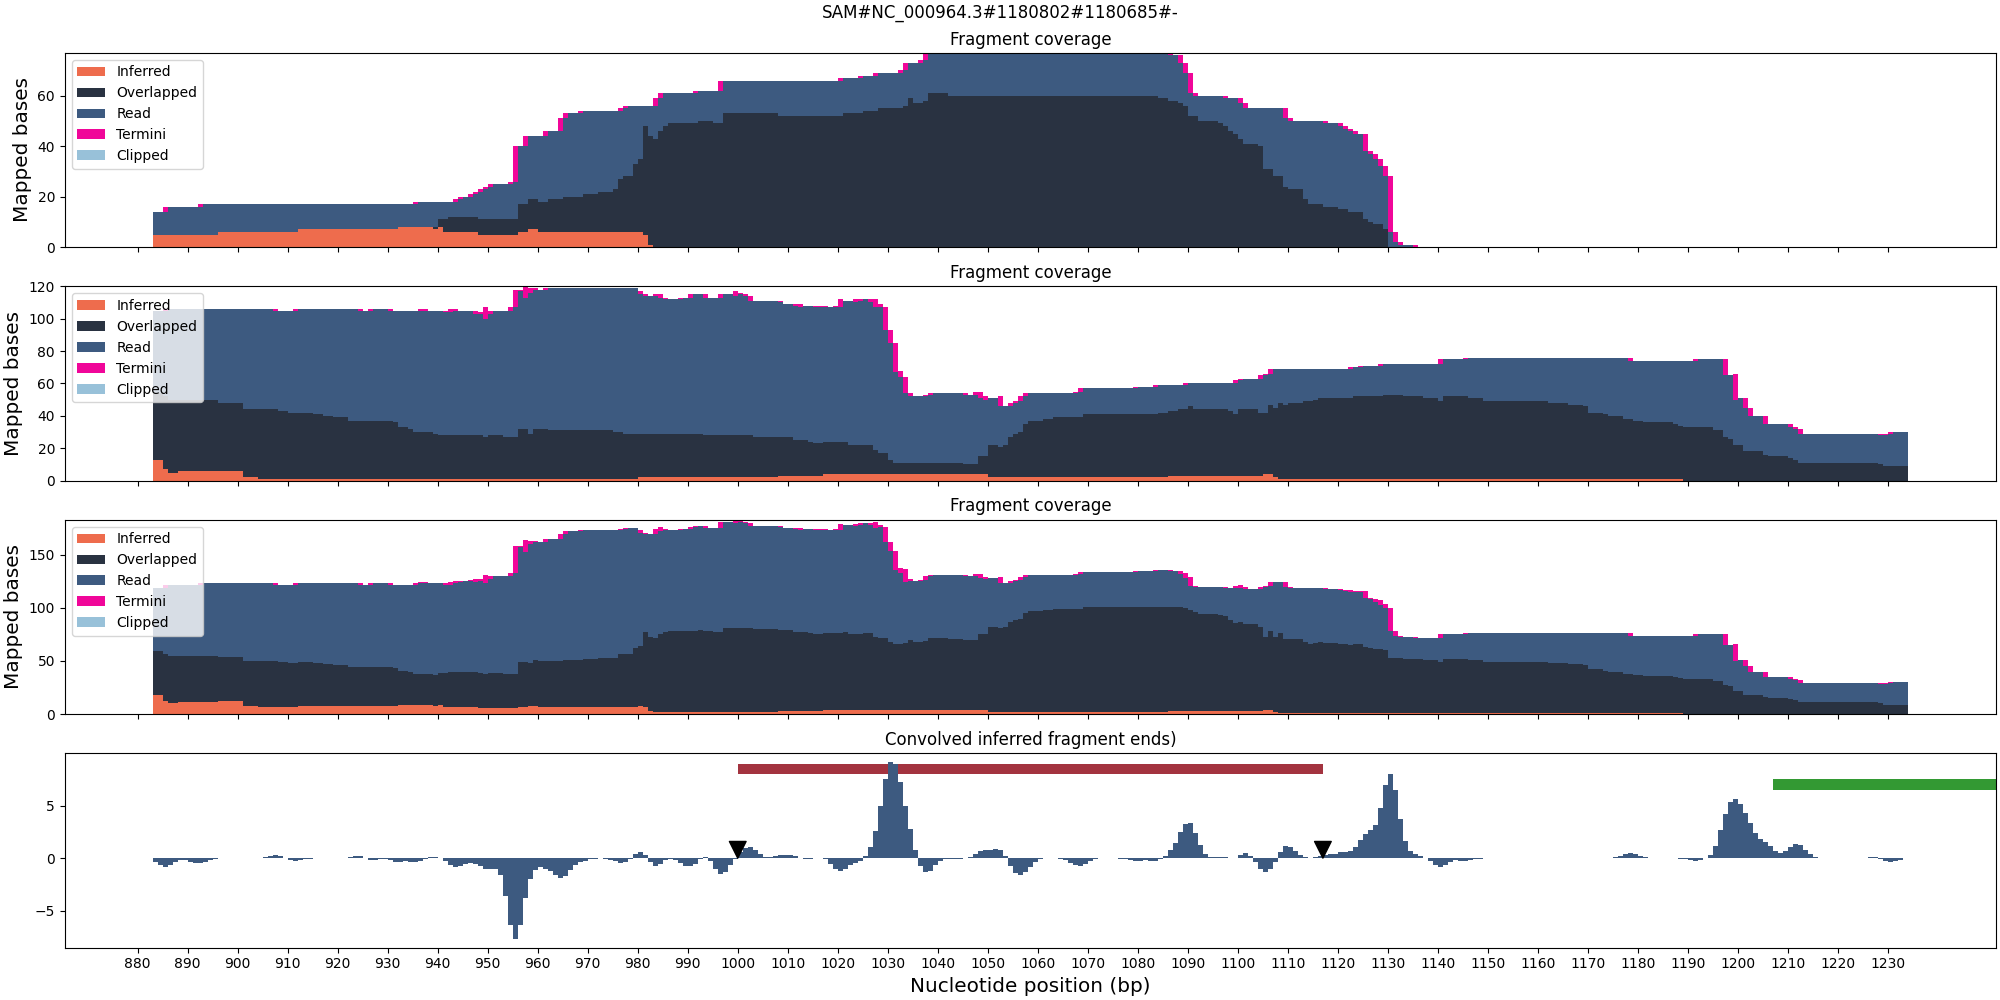 SAM#NC_000964.3#1180802#1180685#-
Fragment coverage
Mapped bases
60
40
20
0
Inferred
Overlapped
Read
Termini
Clipped
Fragment coverage
Mapped bases
120
100
80
60
40
20
0
Inferred
Overlapped
Read
Termini
Clipped
Fragment coverage
Mapped bases
150
100
50
0
Inferred
Overlapped
Read
Termini
Clipped
Convolved inferred fragment ends)
5
0
−5
880 890 900 910 920 930 940 950 960 970 980 990 1000 1010 1020 1030 1040 1050 1060 1070 1080 1090 1100 1110 1120 1130 1140 1150 1160 1170 1180 1190 1200 1210 1220 1230
Nucleotide position (bp)